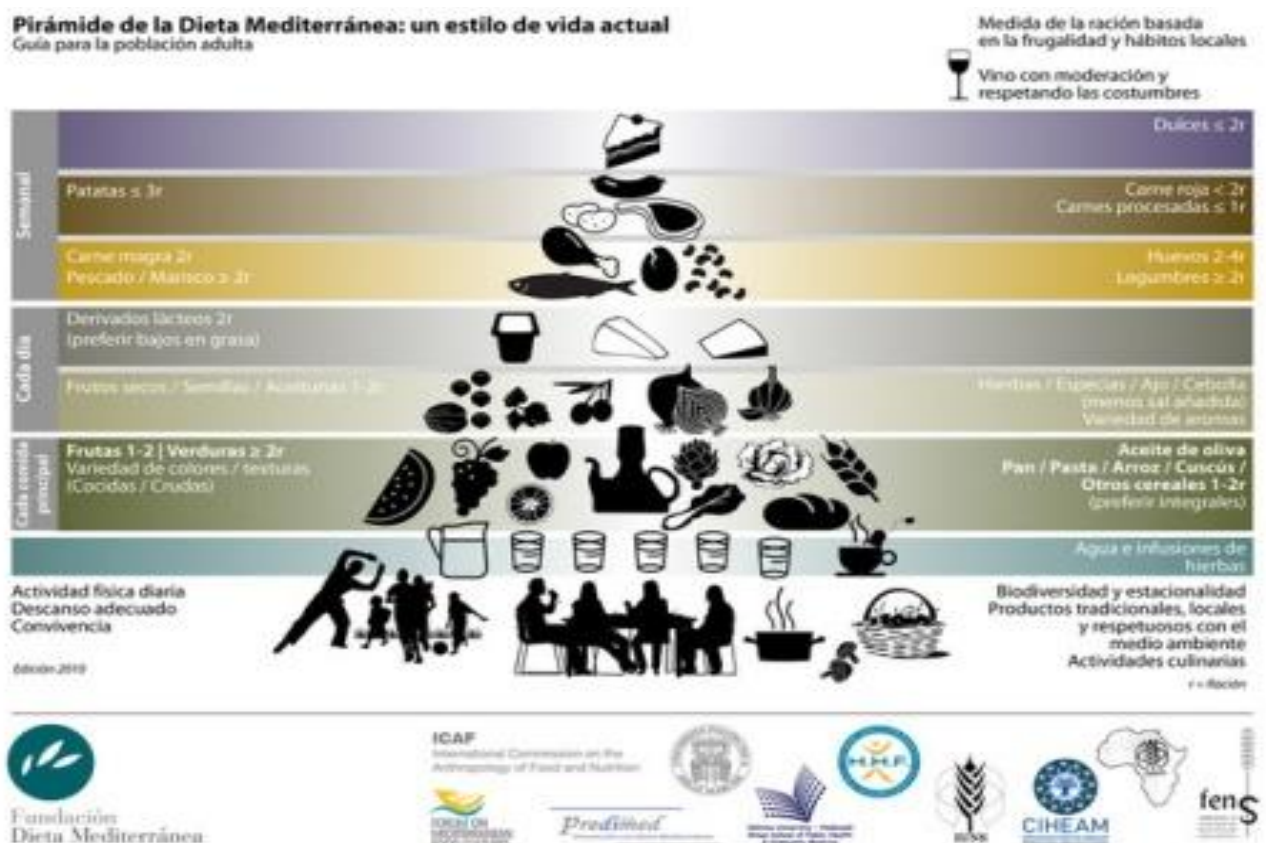 Pirámide de la Dieta Mediterránea: un estilo de vida actual
Guía para la población adulta
Medida de la ración basada
en la frugalidad y hábitos locales
Vino con moderación y
respetando las costumbres
Semanal
Dulces ≤ 2r
Patatas ≤ 3r
Carne roja < 2r
Carnes procesadas ≤ 1r
Carne magra 2r
Pescado / Marisco ≥ 2r
Huevos 2-4r
Legumbres ≥ 2r
Cada día
Derivados lácteos 2r
(preferir bajos en grasa)
Frutos secos / Semillas / Aceitunas 1-2r
Hierbas / Especias / Ajo / Cebolla
(menos sal añadida)
Variedad de aromas
Cada comida
principal
Frutas 1-2 | Verduras ≥ 2r
Variedad de colores / texturas
(Cocidas / Crudas)
Aceite de oliva
Pan / Pasta / Arroz / Cuscús /
Otros cereales 1-2r
(preferir integrales)
Agua e infusiones de
hierbas
Actividad física diaria
Descanso adecuado
Convivencia
Biodiversidad y estacionalidad
Productos tradicionales, locales
y respetuosos con el
medio ambiente
Actividades culinarias
Edición 2010
r = Ración
Fundación
Dieta Mediterránea
ICAF
International Commission on the
Anthropology of Food and Nutrition
Predimed
H.H.F.
CIHEAM
fens